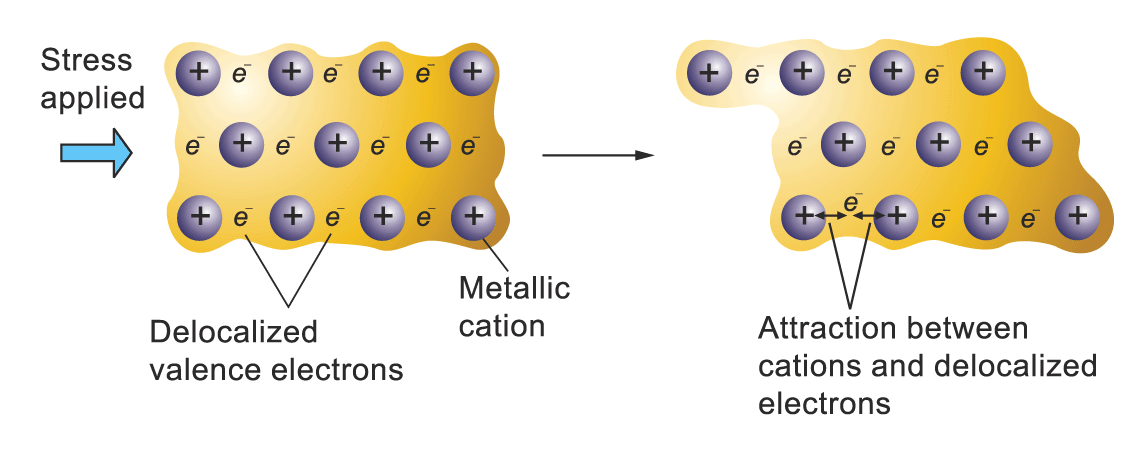 Stress
applied
+ e⁻ + e⁻ + e⁻ +
e⁻ + e⁻ + e⁻ + e⁻
+ e⁻ + e⁻ + e⁻ +
Delocalized
valence electrons
Metallic
cation
+ e⁻ + e⁻ + e⁻ +
e⁻ + e⁻ + e⁻ +
+ e⁻ + e⁻ + e⁻ +
Attraction between
cations and delocalized
electrons